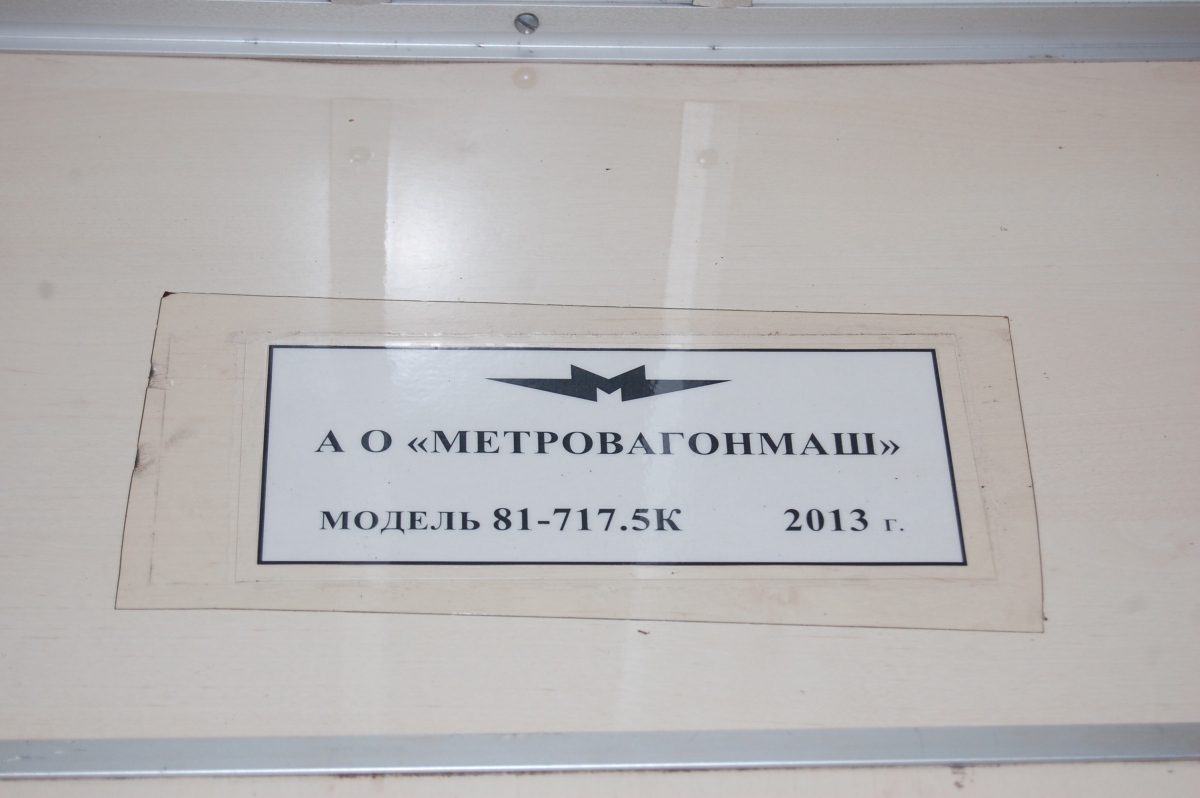 А О «МЕТРОВАГОНМАШ»
МОДЕЛЬ 81-717.5К 2013 г.